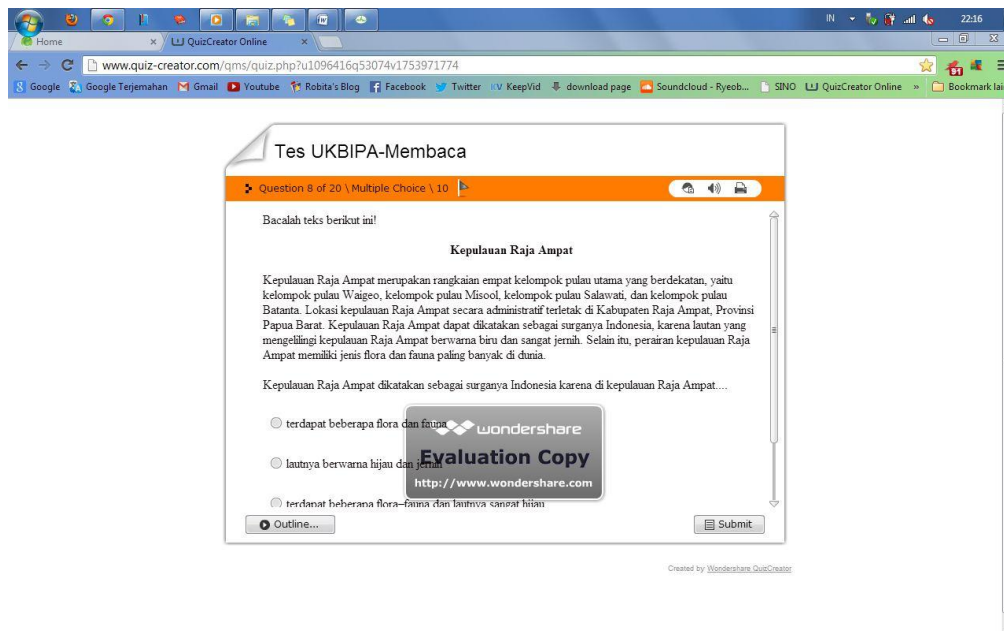 IN 22:16
Home
QuizCreator Online
www.quiz-creator.com/qms/quiz.php?u1096416q53074v1753971774
91
Google Google Terjemahan Gmail Youtube Robita's Blog Facebook Twitter KeepVid download page Soundcloud - Ryeob... SINO QuizCreator Online » Bookmark lai
Tes UKBIPA-Membaca
Question 8 of 20 \ Multiple Choice \ 10
Bacalah teks berikut ini!
Kepulauan Raja Ampat
Kepulauan Raja Ampat merupakan rangkaian empat kelompok pulau utama yang berdekatan, yaitu
kelompok pulau Waigeo, kelompok pulau Misool, kelompok pulau Salawati, dan kelompok pulau
Batanta. Lokasi kepulauan Raja Ampat secara administratif terletak di Kabupaten Raja Ampat, Provinsi
Papua Barat. Kepulauan Raja Ampat dapat dikatakan sebagai surganya Indonesia, karena lautan yang
mengelilingi kepulauan Raja Ampat berwarna biru dan sangat jernih. Selain itu, perairan kepulauan Raja
Ampat memiliki jenis flora dan fauna paling banyak di dunia.
Kepulauan Raja Ampat dikatakan sebagai surganya Indonesia karena di kepulauan Raja Ampat....
terdapat beberapa flora dan fauna
wondershare
Evaluation Copy
lautnya berwarna hijau dan jernih
http://www.wondershare.com
terdapat beberapa flora–fauna dan lautnya sangat hijau
Outline...
Submit
Created by Wondershare QuizCreator